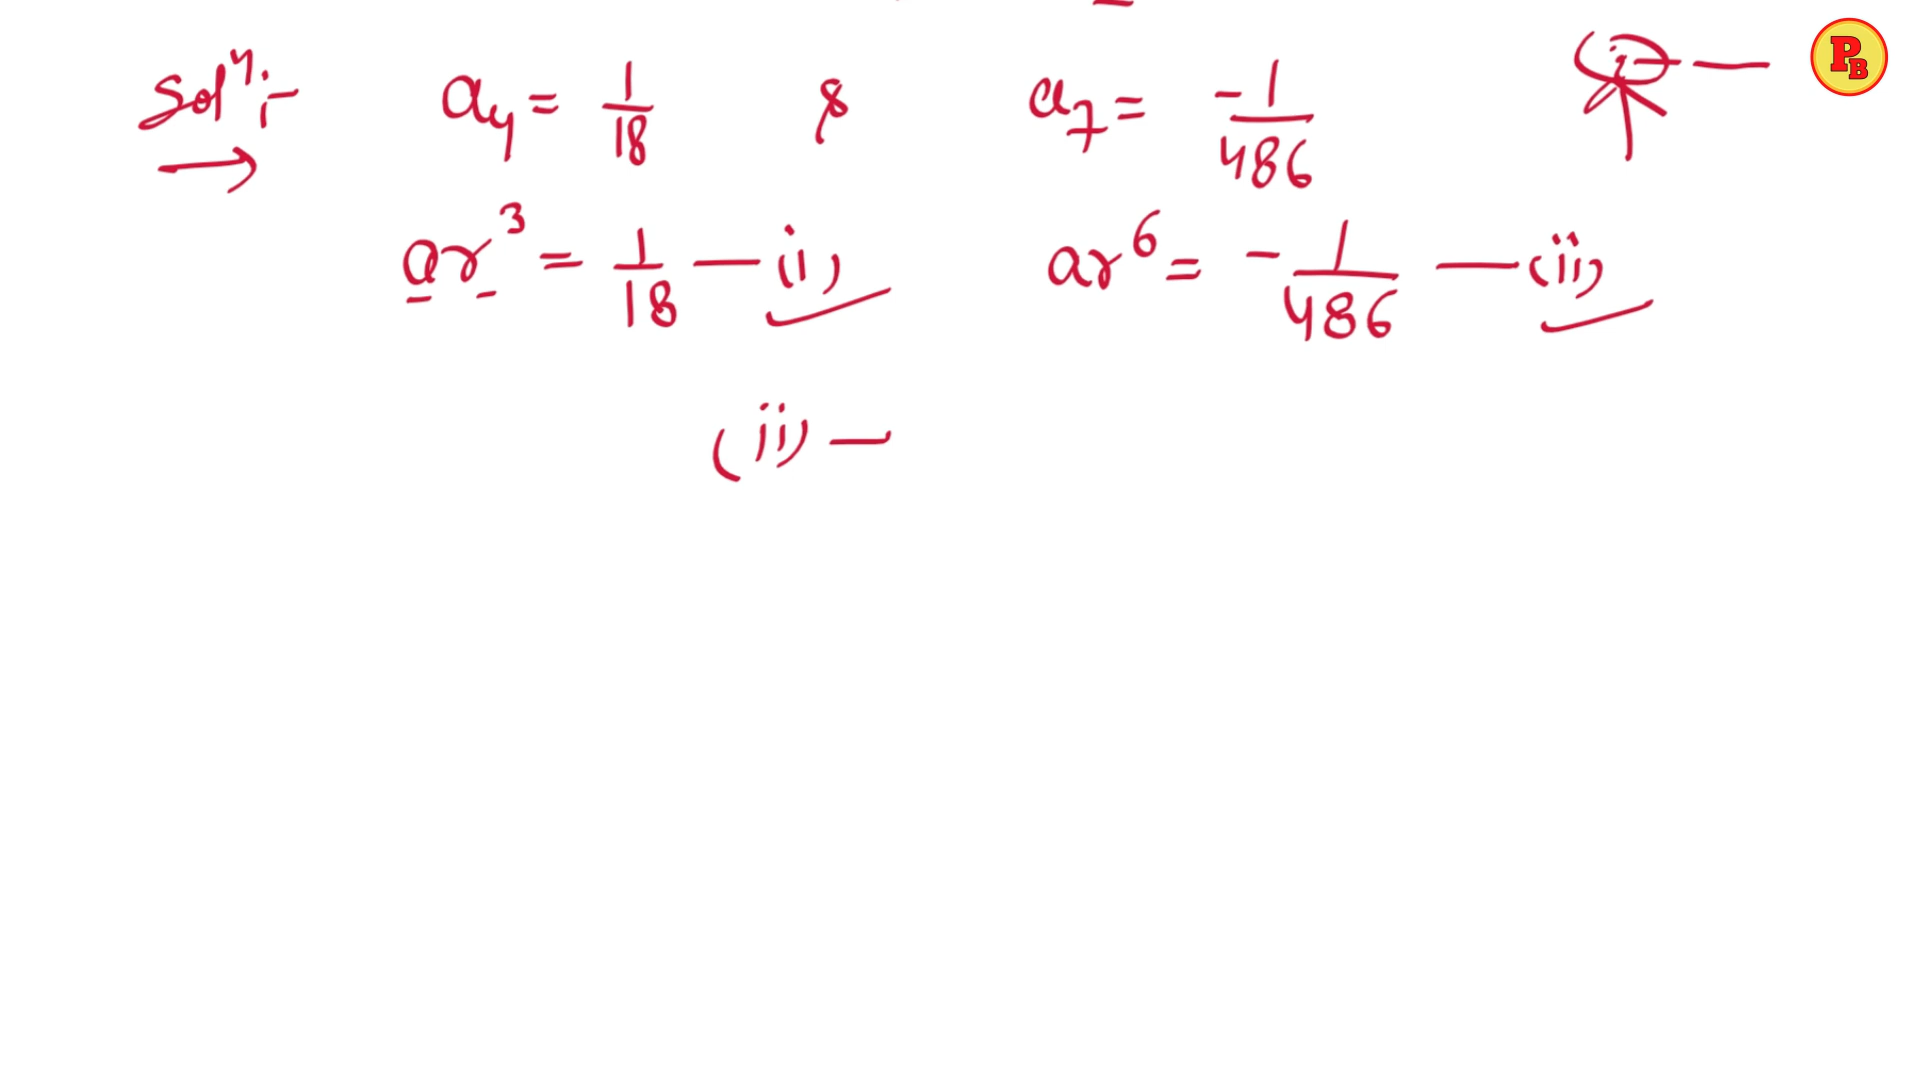 Solⁿ:- a₄ = 1/18 & a₇ = -1/486
ar³ = 1/18 — (i) ar⁶ = -1/486 — (ii)
(ii) —
PB